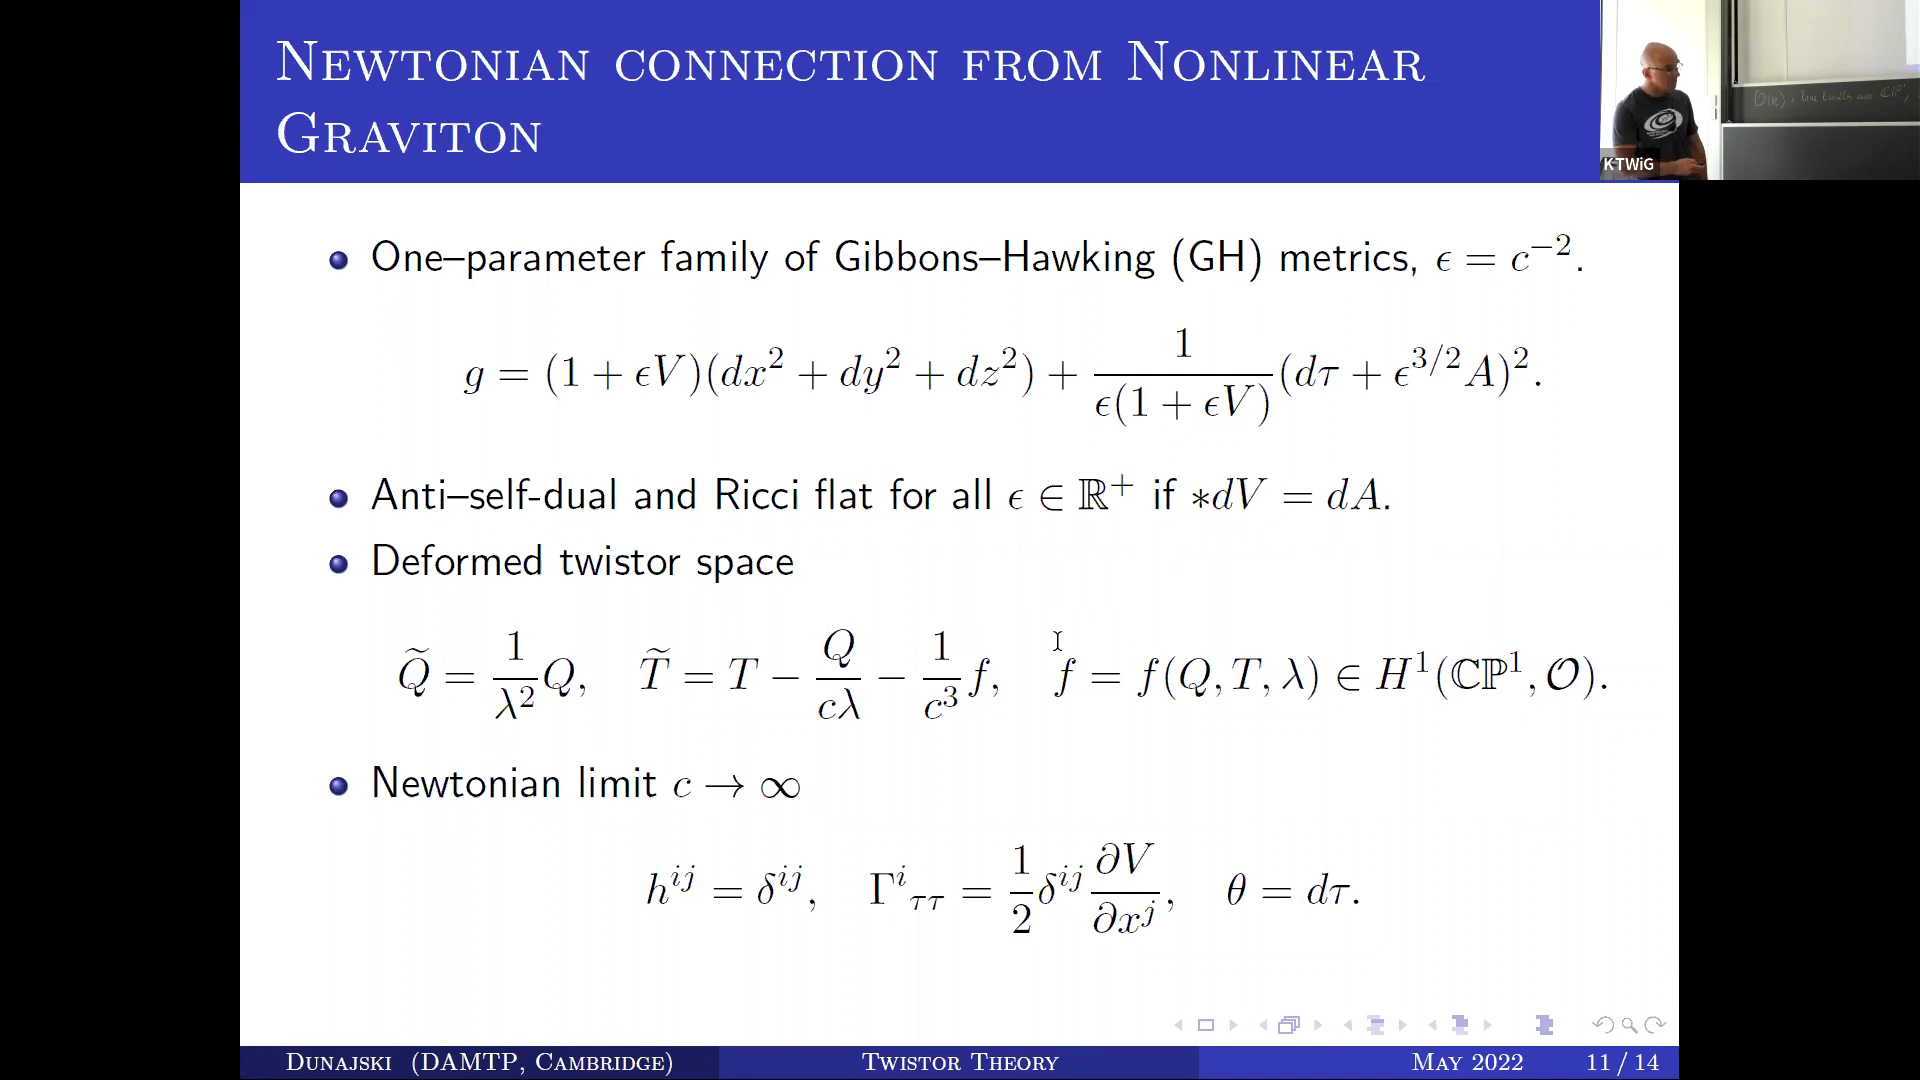 NEWTONIAN CONNECTION FROM NONLINEAR
GRAVITON
KTWiG
One–parameter family of Gibbons–Hawking (GH) metrics, ϵ = c⁻².
g = (1 + ϵV)(dx² + dy² + dz²) + 1/(ϵ(1 + ϵV)) (dτ + ϵ^{3/2}A)².
Anti–self-dual and Ricci flat for all ϵ ∈ ℝ⁺ if ∗dV = dA.
Deformed twistor space
Q̃ = 1/λ² Q, T̃ = T − Q/(cλ) − 1/c³ f, f = f(Q, T, λ) ∈ H¹(ℂℙ¹, 𝒪).
Newtonian limit c → ∞
h^{ij} = δ^{ij}, Γ^i_{ττ} = 1/2 δ^{ij} ∂V/∂x^j, θ = dτ.
DUNAJSKI (DAMTP, CAMBRIDGE) TWISTOR THEORY MAY 2022 11 / 14